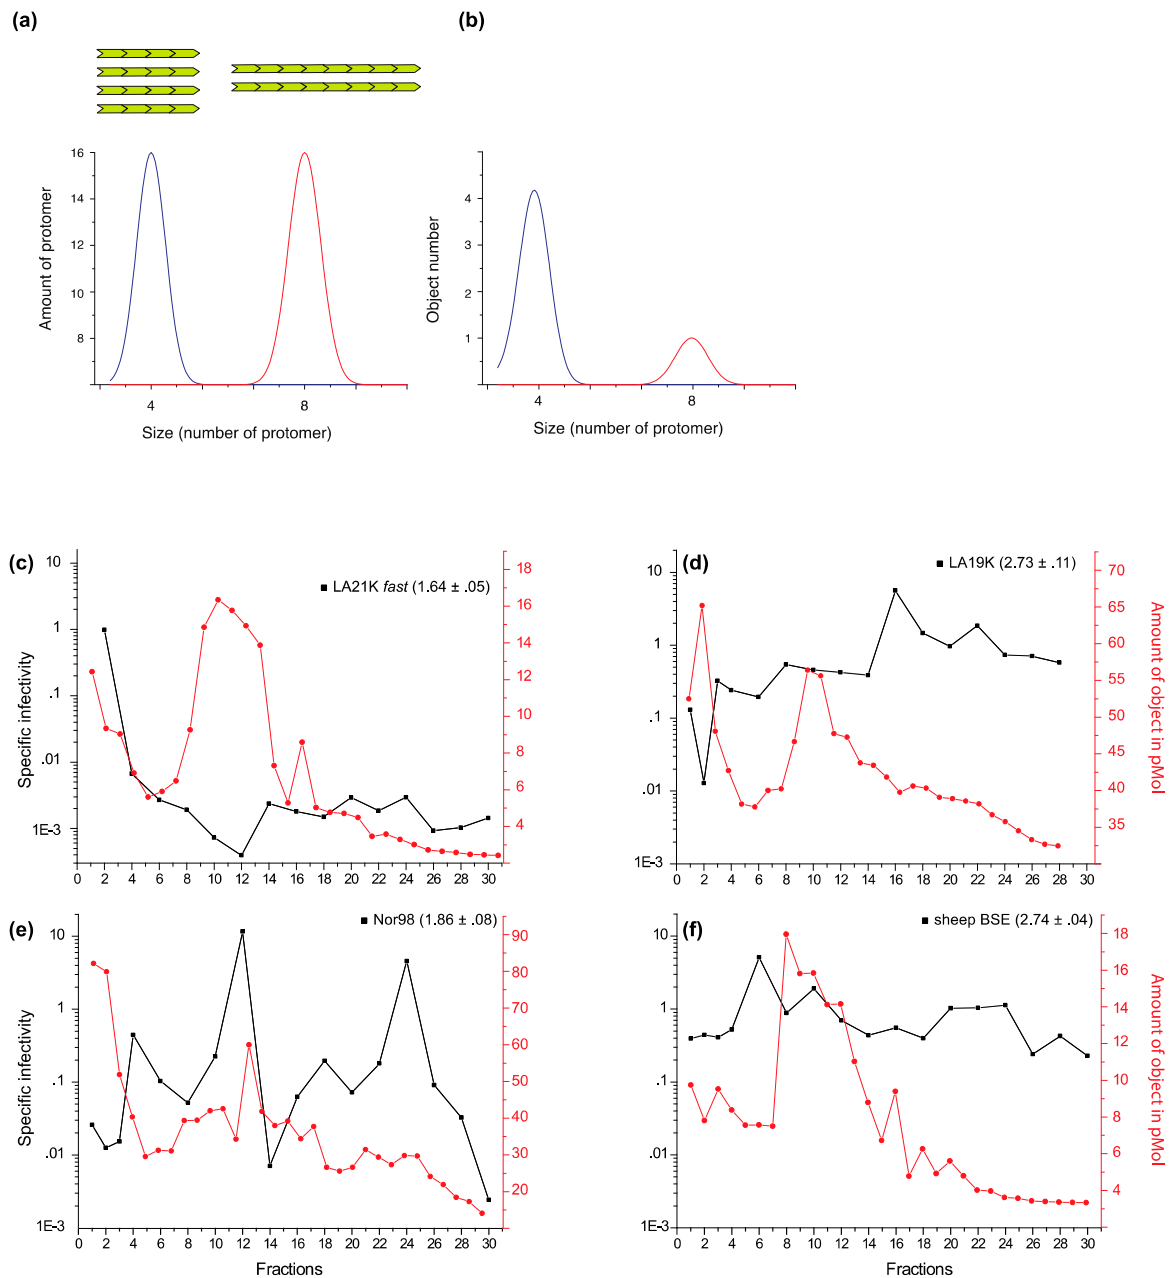 (a)
(b)
16
14
12
10
8
Amount of protomer
4
8
Size (number of protomer)
4
3
2
1
Object number
4
8
Size (number of protomer)
(c)
LA21K fast (1.64 ± .05)
10
1
.1
.01
1E-3
Specific infectivity
18
16
14
12
10
8
6
4
0 2 4 6 8 10 12 14 16 18 20 22 24 26 28 30
(d)
LA19K (2.73 ± .11)
10
1
.1
.01
1E-3
70
65
60
55
50
45
40
35
Amount of object in pMol
0 2 4 6 8 10 12 14 16 18 20 22 24 26 28 30
(e)
Nor98 (1.86 ± .08)
10
1
.1
.01
1E-3
Specific infectivity
90
80
70
60
50
40
30
20
0 2 4 6 8 10 12 14 16 18 20 22 24 26 28 30
Fractions
(f)
sheep BSE (2.74 ± .04)
10
1
.1
.01
1E-3
18
16
14
12
10
8
6
4
Amount of object in pMol
0 2 4 6 8 10 12 14 16 18 20 22 24 26 28 30
Fractions